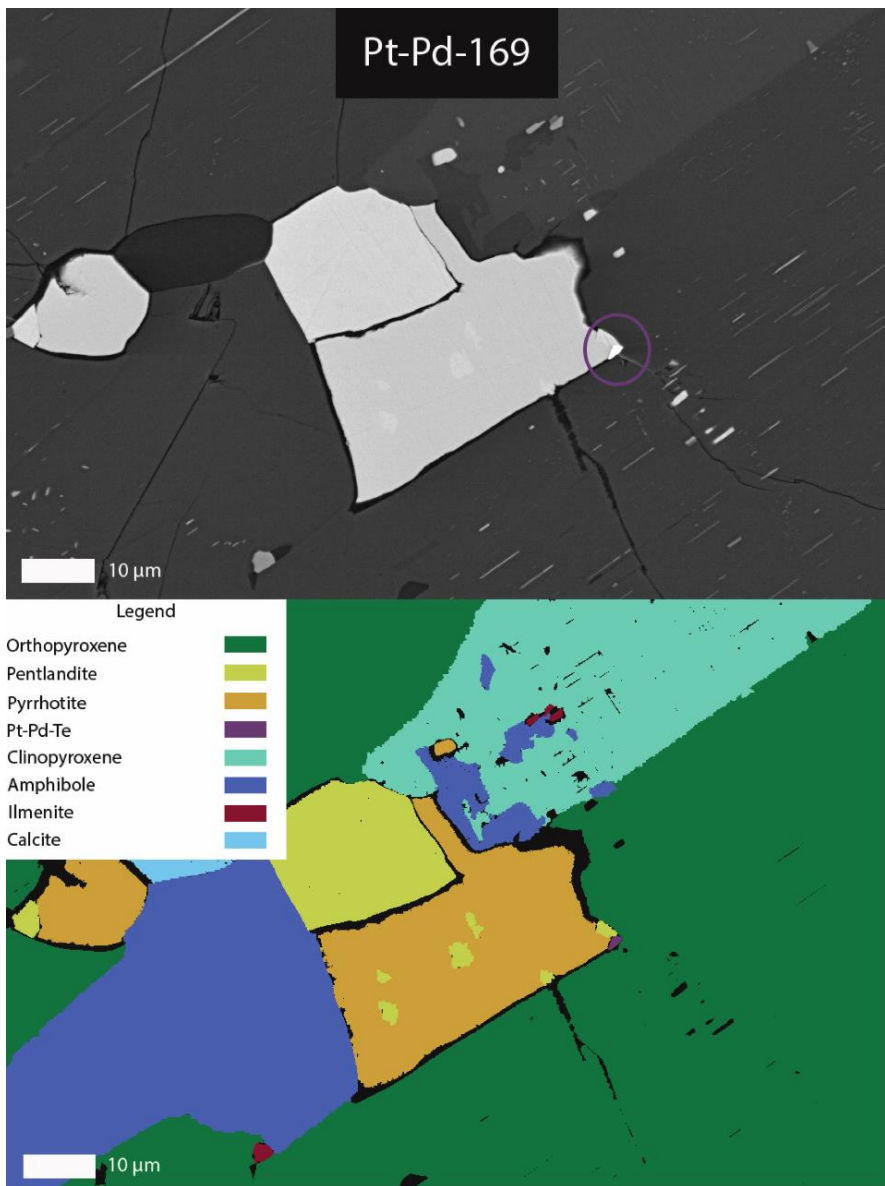 Pt-Pd-169
10 µm
Legend
Orthopyroxene
Pentlandite
Pyrrhotite
Pt-Pd-Te
Clinopyroxene
Amphibole
Ilmenite
Calcite
10 µm